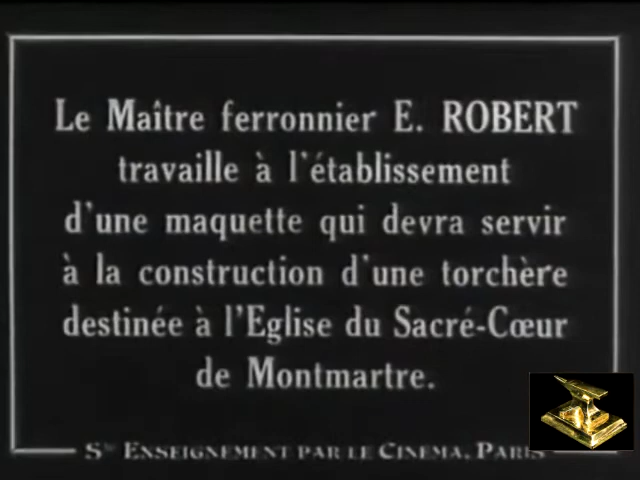 Le Maître ferronnier E. ROBERT
travaille à l'établissement
d'une maquette qui devra servir
à la construction d'une torchère
destinée à l'Eglise du Sacré-Cœur
de Montmartre.
Sté ENSEIGNEMENT PAR LE CINEMA, PARIS